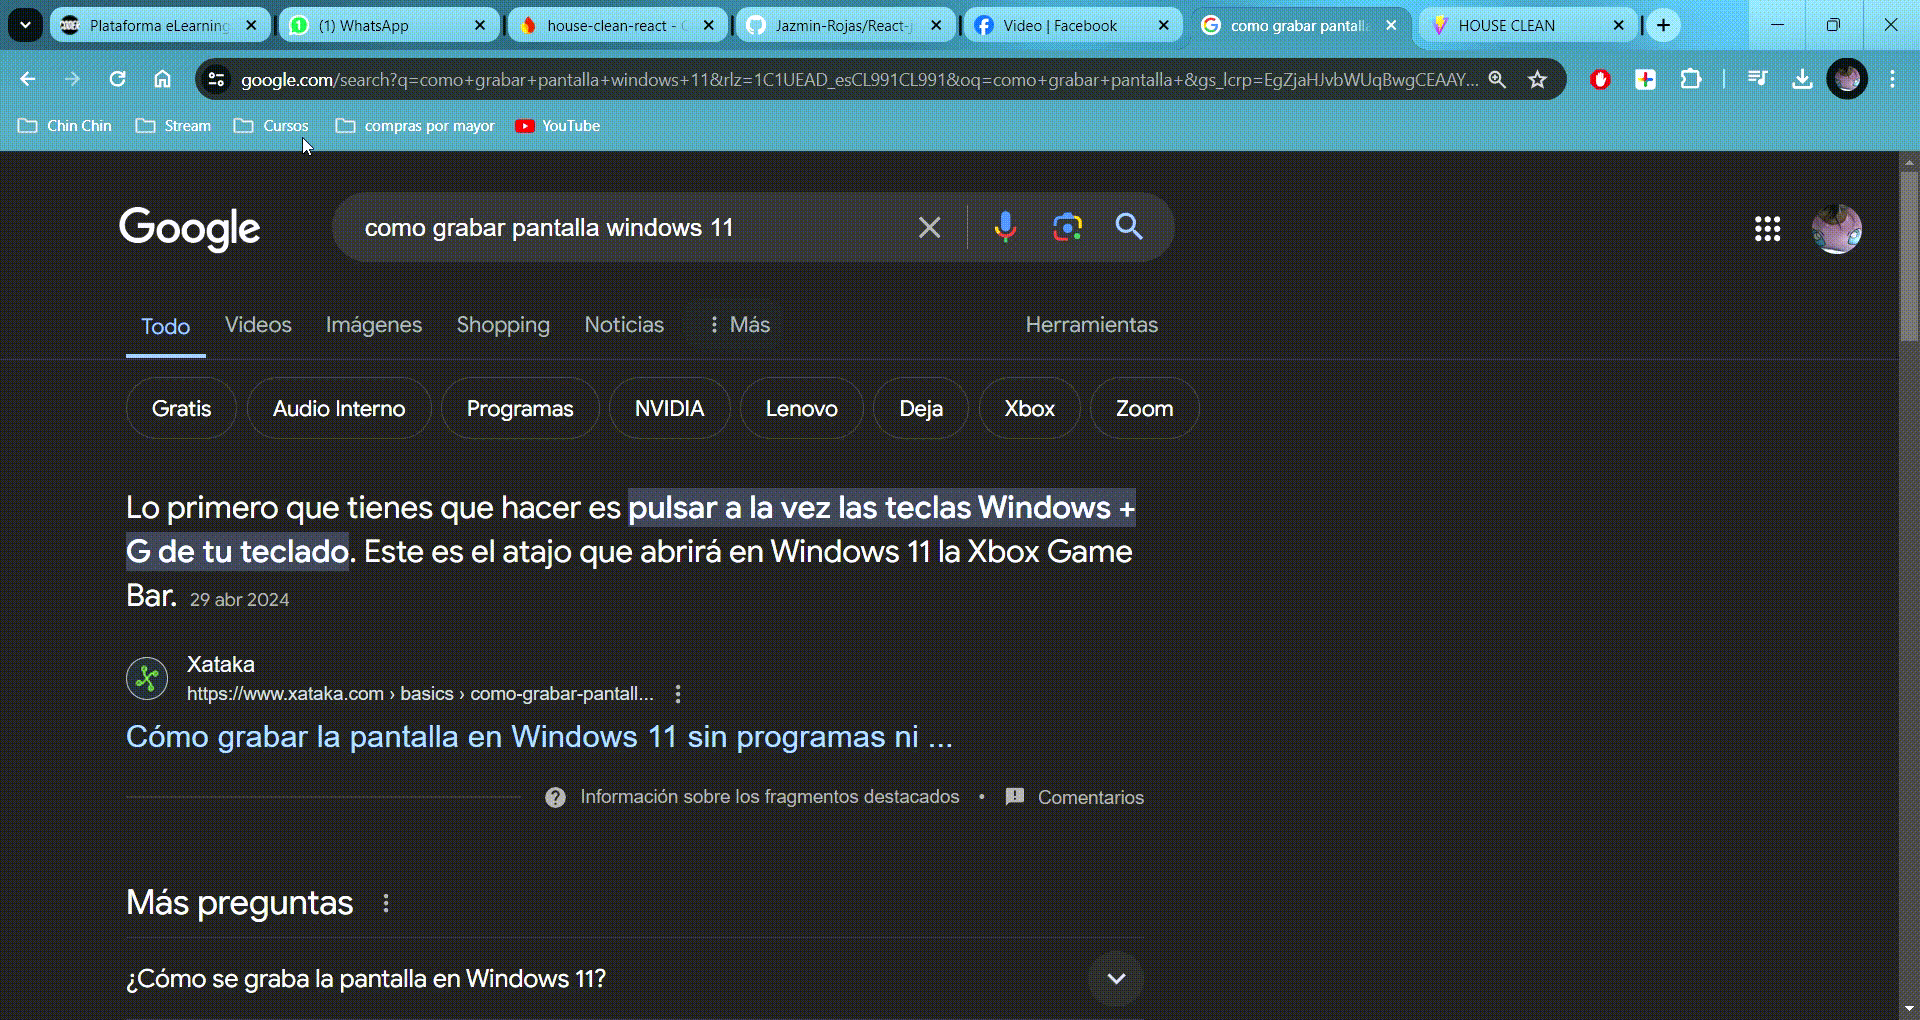 Plataforma eLearning
(1) WhatsApp
house-clean-react -
Jazmin-Rojas/React-
Video | Facebook
como grabar pantall
HOUSE CLEAN
google.com/search?q=como+grabar+pantalla+windows+11&rlz=1C1UEAD_esCL991CL991&oq=como+grabar+pantalla+&gs_lcrp=EgZjaHJvbWUqBwgCEAAY...
Chin Chin
Stream
Cursos
compras por mayor
YouTube
Google
como grabar pantalla windows 11
Todo
Videos
Imágenes
Shopping
Noticias
Más
Herramientas
Gratis
Audio Interno
Programas
NVIDIA
Lenovo
Deja
Xbox
Zoom
Lo primero que tienes que hacer es pulsar a la vez las teclas Windows +
G de tu teclado. Este es el atajo que abrirá en Windows 11 la Xbox Game
Bar. 29 abr 2024
Xataka
https://www.xataka.com › basics › como-grabar-pantall...
Cómo grabar la pantalla en Windows 11 sin programas ni ...
Información sobre los fragmentos destacados • Comentarios
Más preguntas
¿Cómo se graba la pantalla en Windows 11?